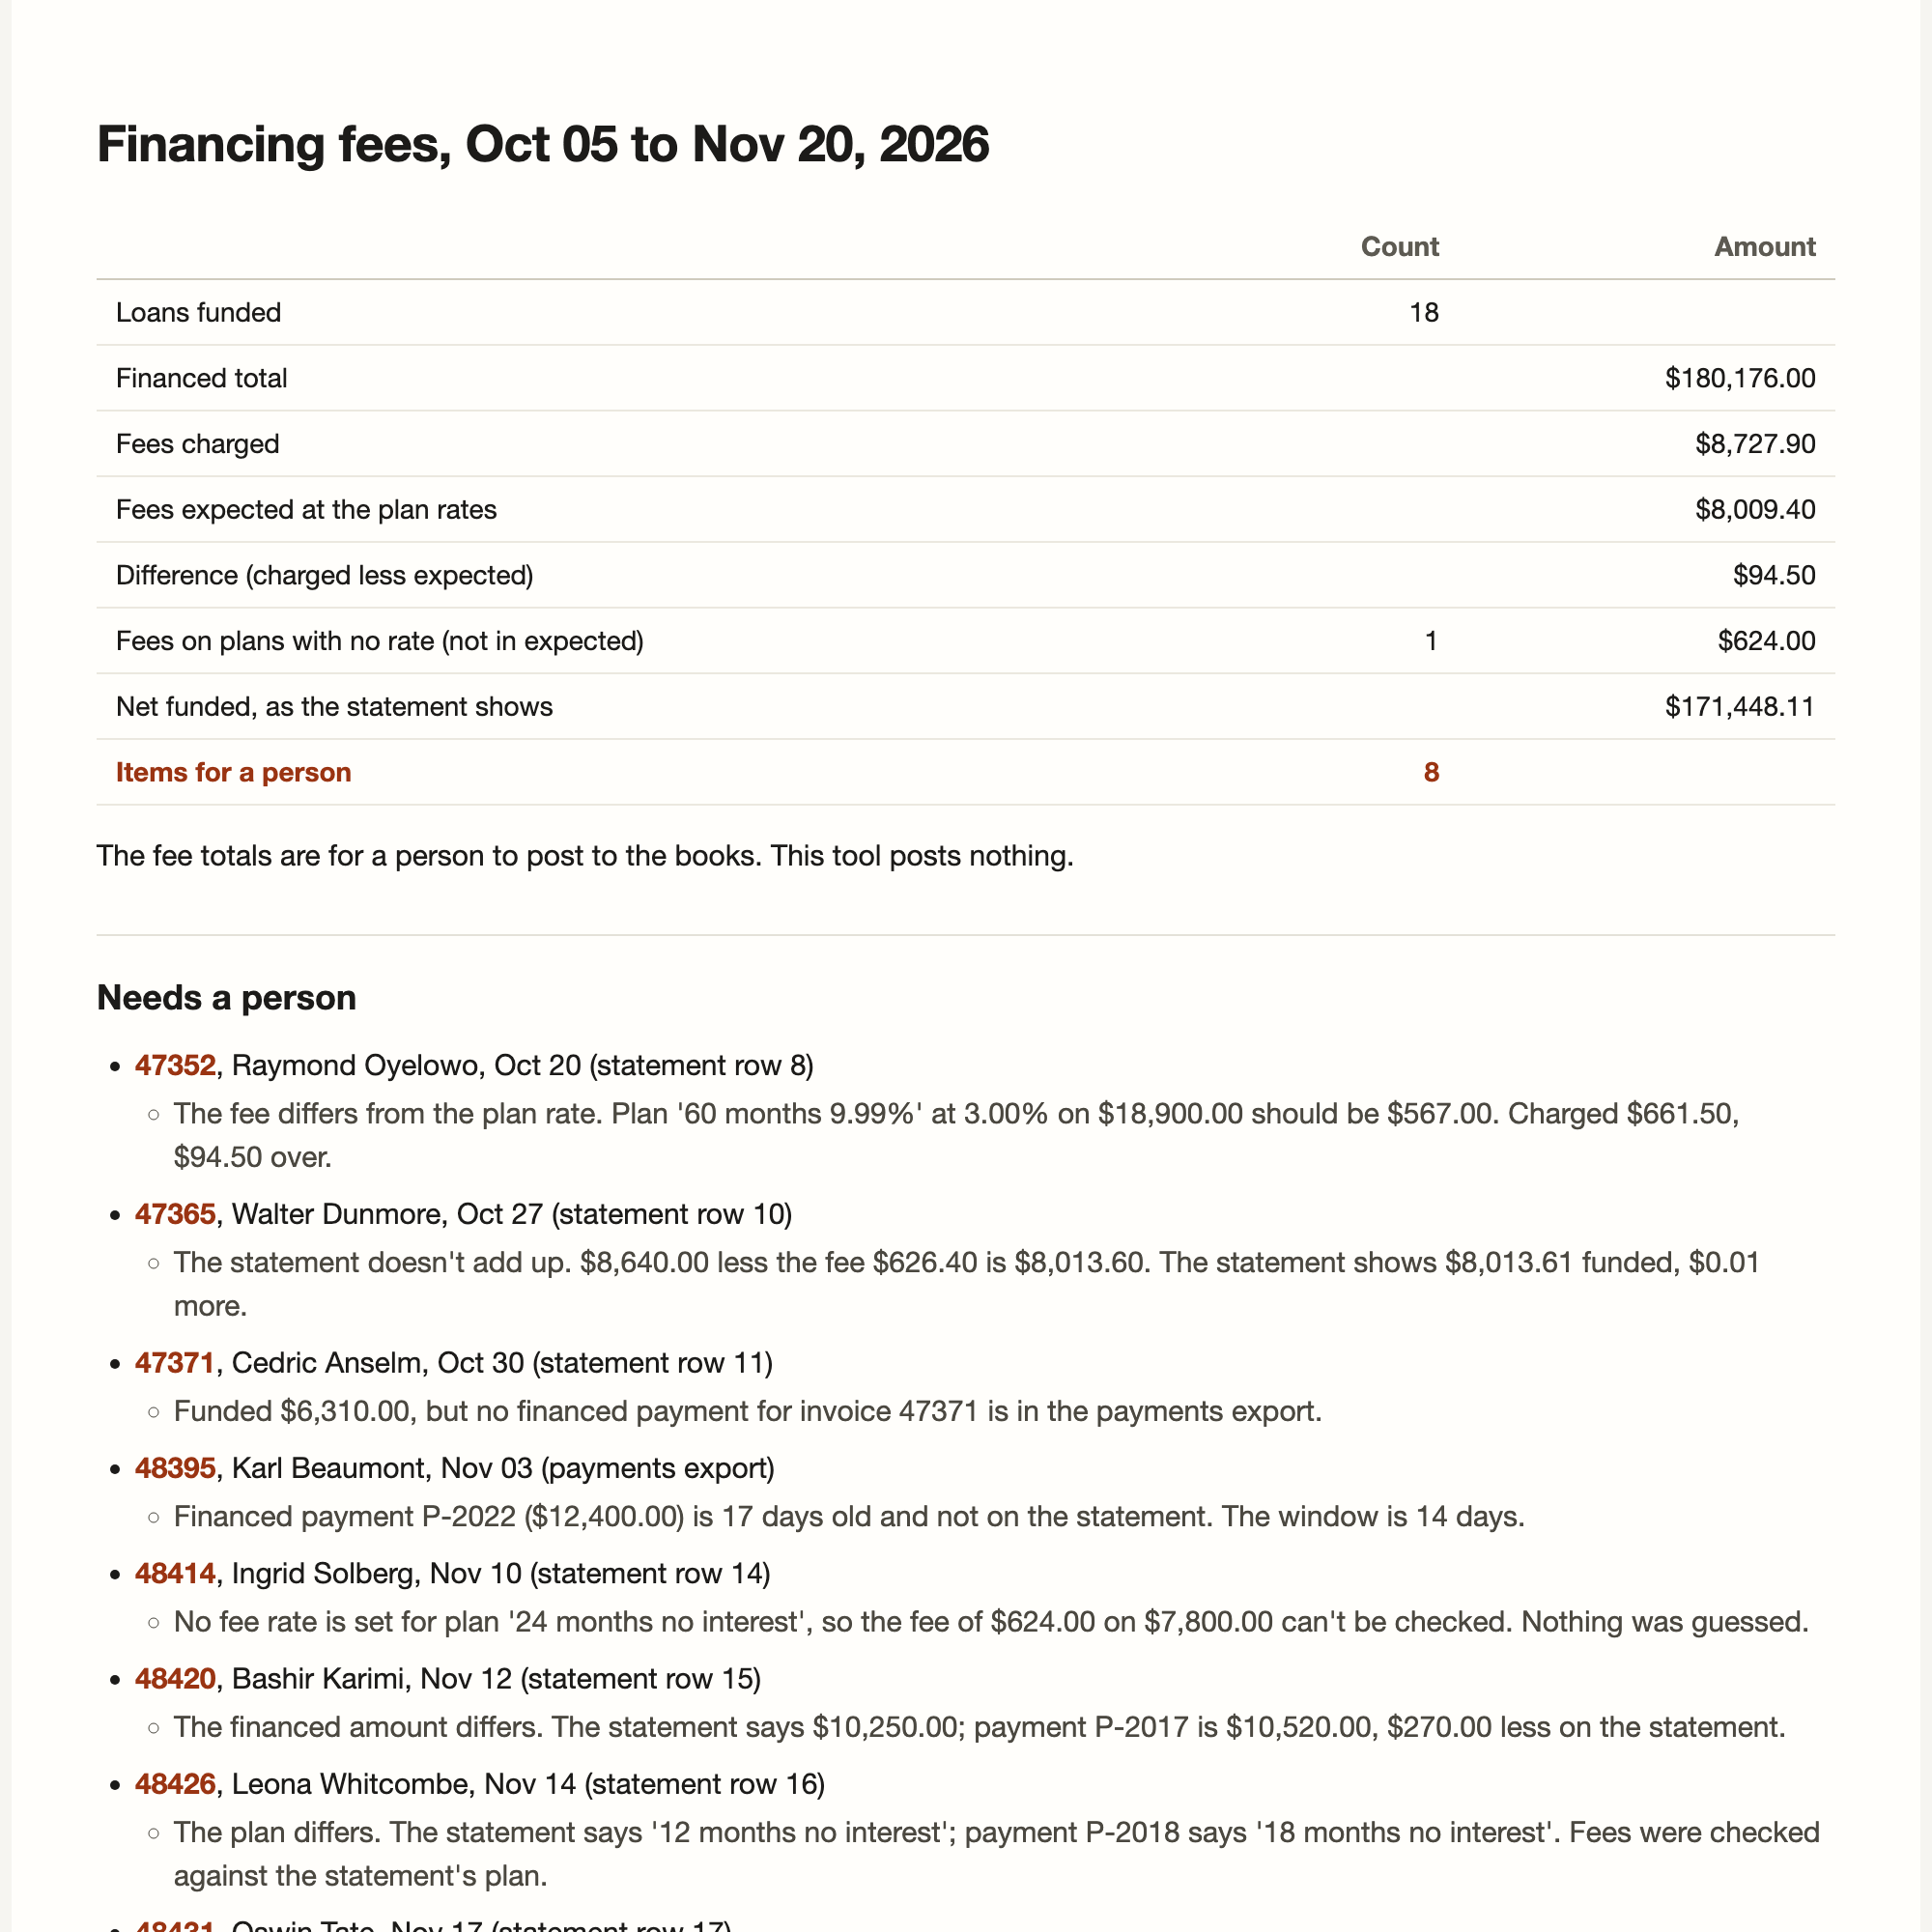 Financing fees, Oct 05 to Nov 20, 2026
Count Amount
Loans funded 18
Financed total $180,176.00
Fees charged $8,727.90
Fees expected at the plan rates $8,009.40
Difference (charged less expected) $94.50
Fees on plans with no rate (not in expected) 1 $624.00
Net funded, as the statement shows $171,448.11
Items for a person 8
The fee totals are for a person to post to the books. This tool posts nothing.
Needs a person
47352, Raymond Oyelowo, Oct 20 (statement row 8)
The fee differs from the plan rate. Plan '60 months 9.99%' at 3.00% on $18,900.00 should be $567.00. Charged $661.50,
$94.50 over.
47365, Walter Dunmore, Oct 27 (statement row 10)
The statement doesn't add up. $8,640.00 less the fee $626.40 is $8,013.60. The statement shows $8,013.61 funded, $0.01
more.
47371, Cedric Anselm, Oct 30 (statement row 11)
Funded $6,310.00, but no financed payment for invoice 47371 is in the payments export.
48395, Karl Beaumont, Nov 03 (payments export)
Financed payment P-2022 ($12,400.00) is 17 days old and not on the statement. The window is 14 days.
48414, Ingrid Solberg, Nov 10 (statement row 14)
No fee rate is set for plan '24 months no interest', so the fee of $624.00 on $7,800.00 can't be checked. Nothing was guessed.
48420, Bashir Karimi, Nov 12 (statement row 15)
The financed amount differs. The statement says $10,250.00; payment P-2017 is $10,520.00, $270.00 less on the statement.
48426, Leona Whitcombe, Nov 14 (statement row 16)
The plan differs. The statement says '12 months no interest'; payment P-2018 says '18 months no interest'. Fees were checked
against the statement's plan.
48431, Oswin Tate, Nov 17 (statement row 17)